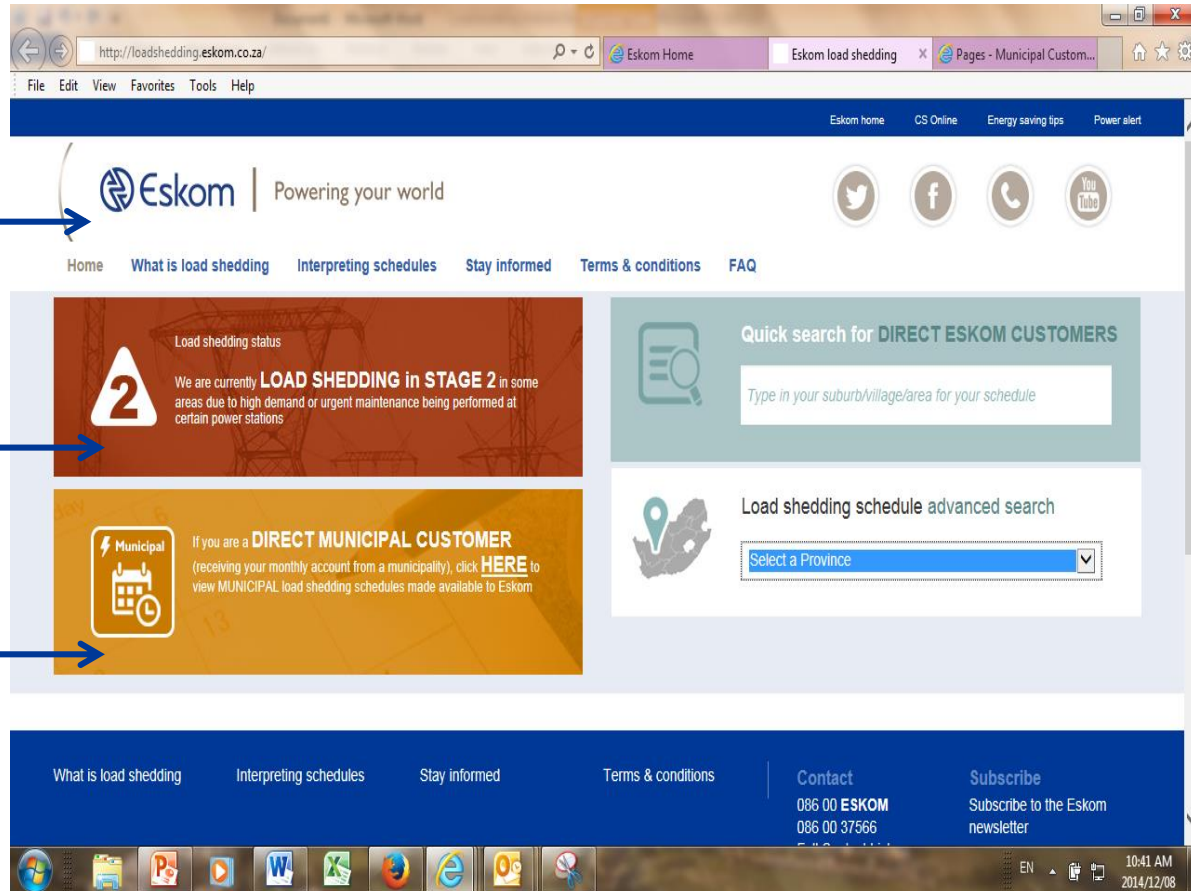 http://loadshedding.eskom.co.za/
Eskom Home
Eskom load shedding
Pages - Municipal Custom...
File Edit View Favorites Tools Help
Eskom home CS Online Energy saving tips Power alert
Eskom Powering your world
You Tube
Home What is load shedding Interpreting schedules Stay informed Terms & conditions FAQ
Load shedding status
2
We are currently LOAD SHEDDING in STAGE 2 in some
areas due to high demand or urgent maintenance being performed at
certain power stations
Quick search for DIRECT ESKOM CUSTOMERS
Type in your suburb/village/area for your schedule
Municipal
If you are a DIRECT MUNICIPAL CUSTOMER
(receiving your monthly account from a municipality), click HERE to
view MUNICIPAL load shedding schedules made available to Eskom
13
Load shedding schedule advanced search
Select a Province
What is load shedding Interpreting schedules Stay informed Terms & conditions
Contact
086 00 ESKOM
086 00 37566
Subscribe
Subscribe to the Eskom
newsletter
EN
10:41 AM
2014/12/08